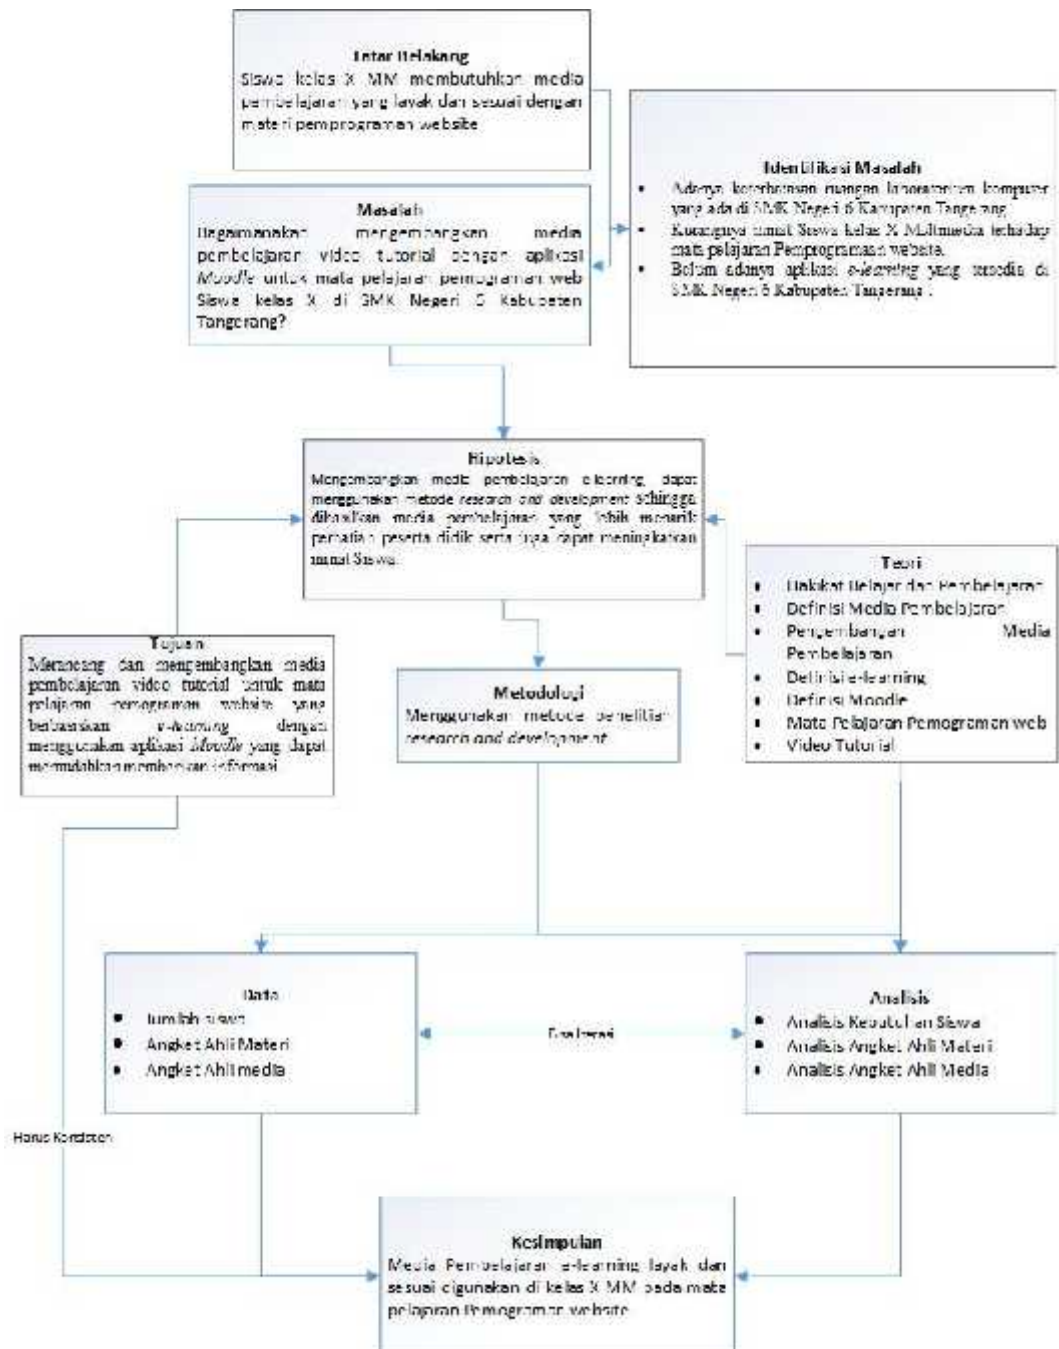 Latar Belakang
Siswa kelas X MM membutuhkan media
pembelajaran yang layak dan sesuai dengan
materi pemprograman website
Identifikasi Masalah
• Adanya keterbatasan ruangan laboratorium komputer
yang ada di SMK Negeri 6 Kabupaten Tangerang
• Kurangnya minat Siswa kelas X Multimedia terhadap
mata pelajaran Pemprogramaan website.
• Belum adanya aplikasi e-learning yang tersedia di
SMK Negeri 6 Kabupaten Tangerang .
Masalah
Bagaimanakan mengembangkan media
pembelajaran video tutorial dengan aplikasi
Moodle untuk mata pelajaran pemograman web
Siswa kelas X di SMK Negeri 6 Kabupaten
Tangerang?
Hipotesis
Mengembangkan media pembelajaran e-learning dapat
menggunakan metode research and development sehingga
dihasilkan media pembelajaran yang lebih menarik
perhatian peserta didik serta juga dapat meningkatkan
minat Siswa.
Teori
• Hakikat Belajar dan Pembelajaran
• Definisi Media Pembelajaran
• Pengembangan Media
Pembelajaran
• Definisi e-learning
• Definisi Moodle
• Mata Pelajaran Pemograman web
• Video Tutorial
Tujuan
Merancang dan mengembangkan media
pembelajaran video tutorial untuk mata
pelajaran pemograman website yang
berbasiskan e-learning dengan
menggunakan aplikasi Moodle yang dapat
memudahkan memberikan informasi
Metodologi
Menggunakan metode penelitian
research and development
Data
• Jumlah siswa
• Angket Ahli Materi
• Angket Ahli media
Analisis
• Analisis Kebutuhan Siswa
• Analisis Angket Ahli Materi
• Analisis Angket Ahli Media
Harus Konsisten
Kesimpulan
Media Pembelajaran e-learning layak dan
sesuai digunakan di kelas X MM pada mata
pelajaran Pemograman website